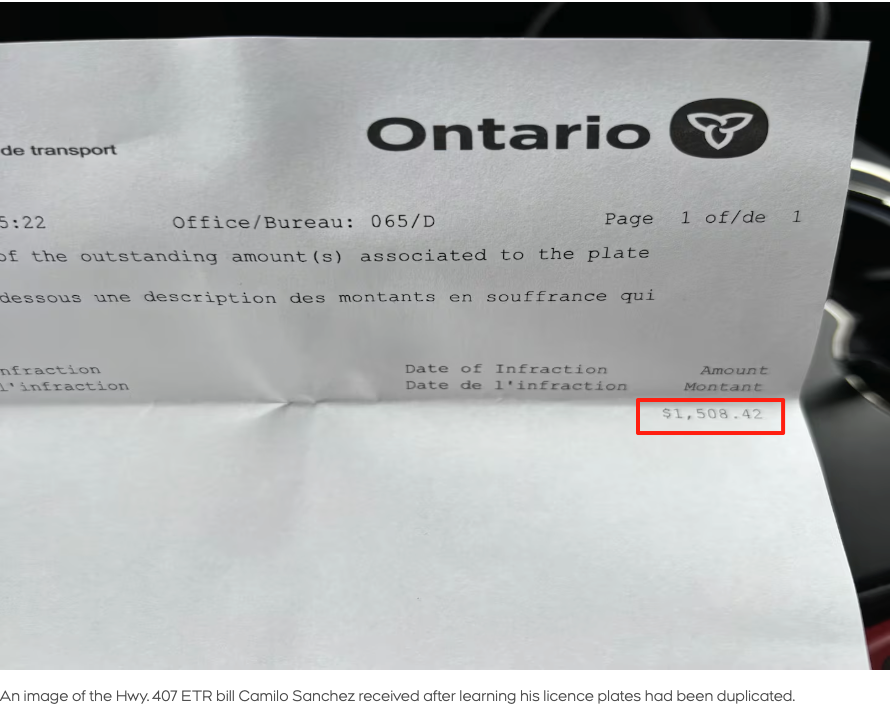 Ontario
de transport
5:22 Office/Bureau: 065/D Page 1 of/de 1
of the outstanding amount(s) associated to the plate
dessous une description des montants en souffrance qui
nfraction Date of Infraction Amount
l'infraction Date de l'infraction Montant
$1,508.42
An image of the Hwy. 407 ETR bill Camilo Sanchez received after learning his licence plates had been duplicated.